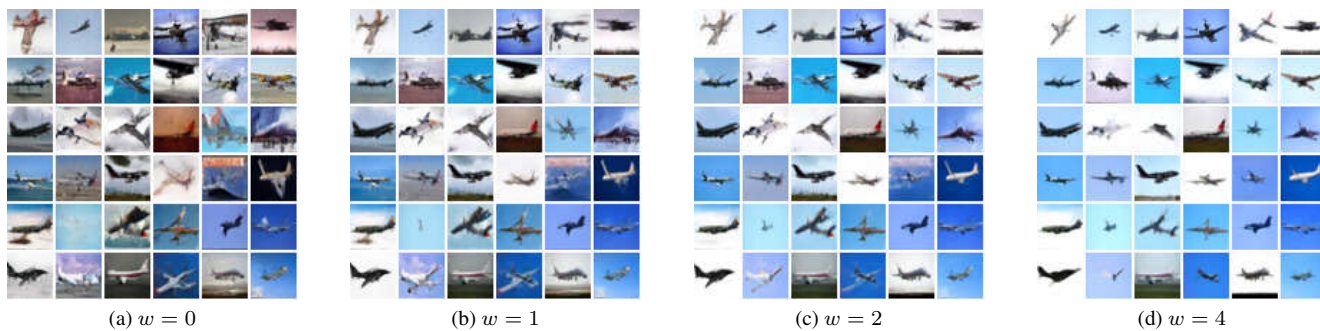 (a) w = 0
(b) w = 1
(c) w = 2
(d) w = 4